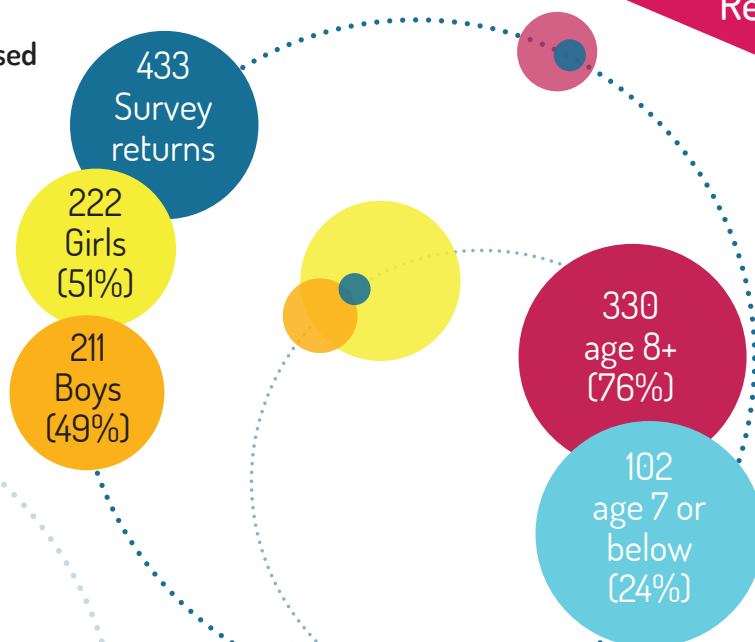 Re
sed
433
Survey
returns
222
Girls
(51%)
211
Boys
(49%)
330
age 8+
(76%)
102
age 7 or
below
(24%)